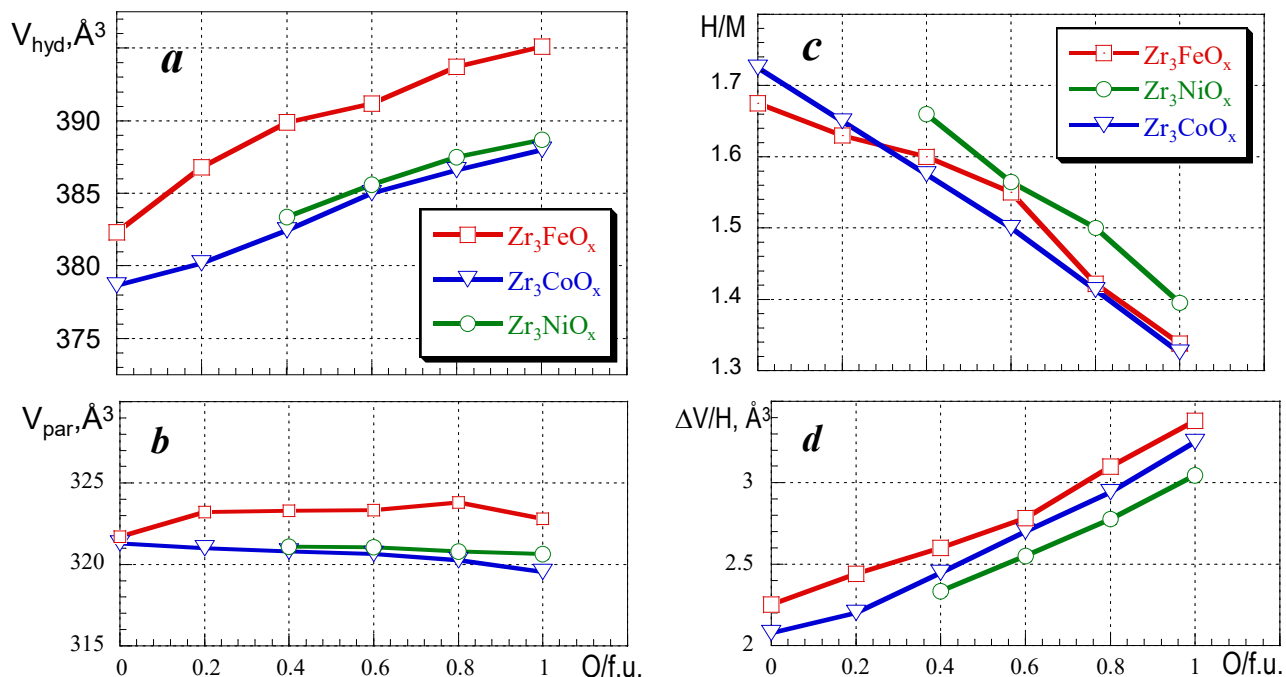 V_hyd,Å³
a
390
385
380
375
Zr₃FeOₓ
Zr₃CoOₓ
Zr₃NiOₓ
H/M
c
1.7
1.6
1.5
1.4
1.3
Zr₃FeOₓ
Zr₃NiOₓ
Zr₃CoOₓ
V_par,Å³
b
325
320
315
0 0.2 0.4 0.6 0.8 1 O/f.u.
ΔV/H, Å³
d
3
2.5
2
0 0.2 0.4 0.6 0.8 1 O/f.u.